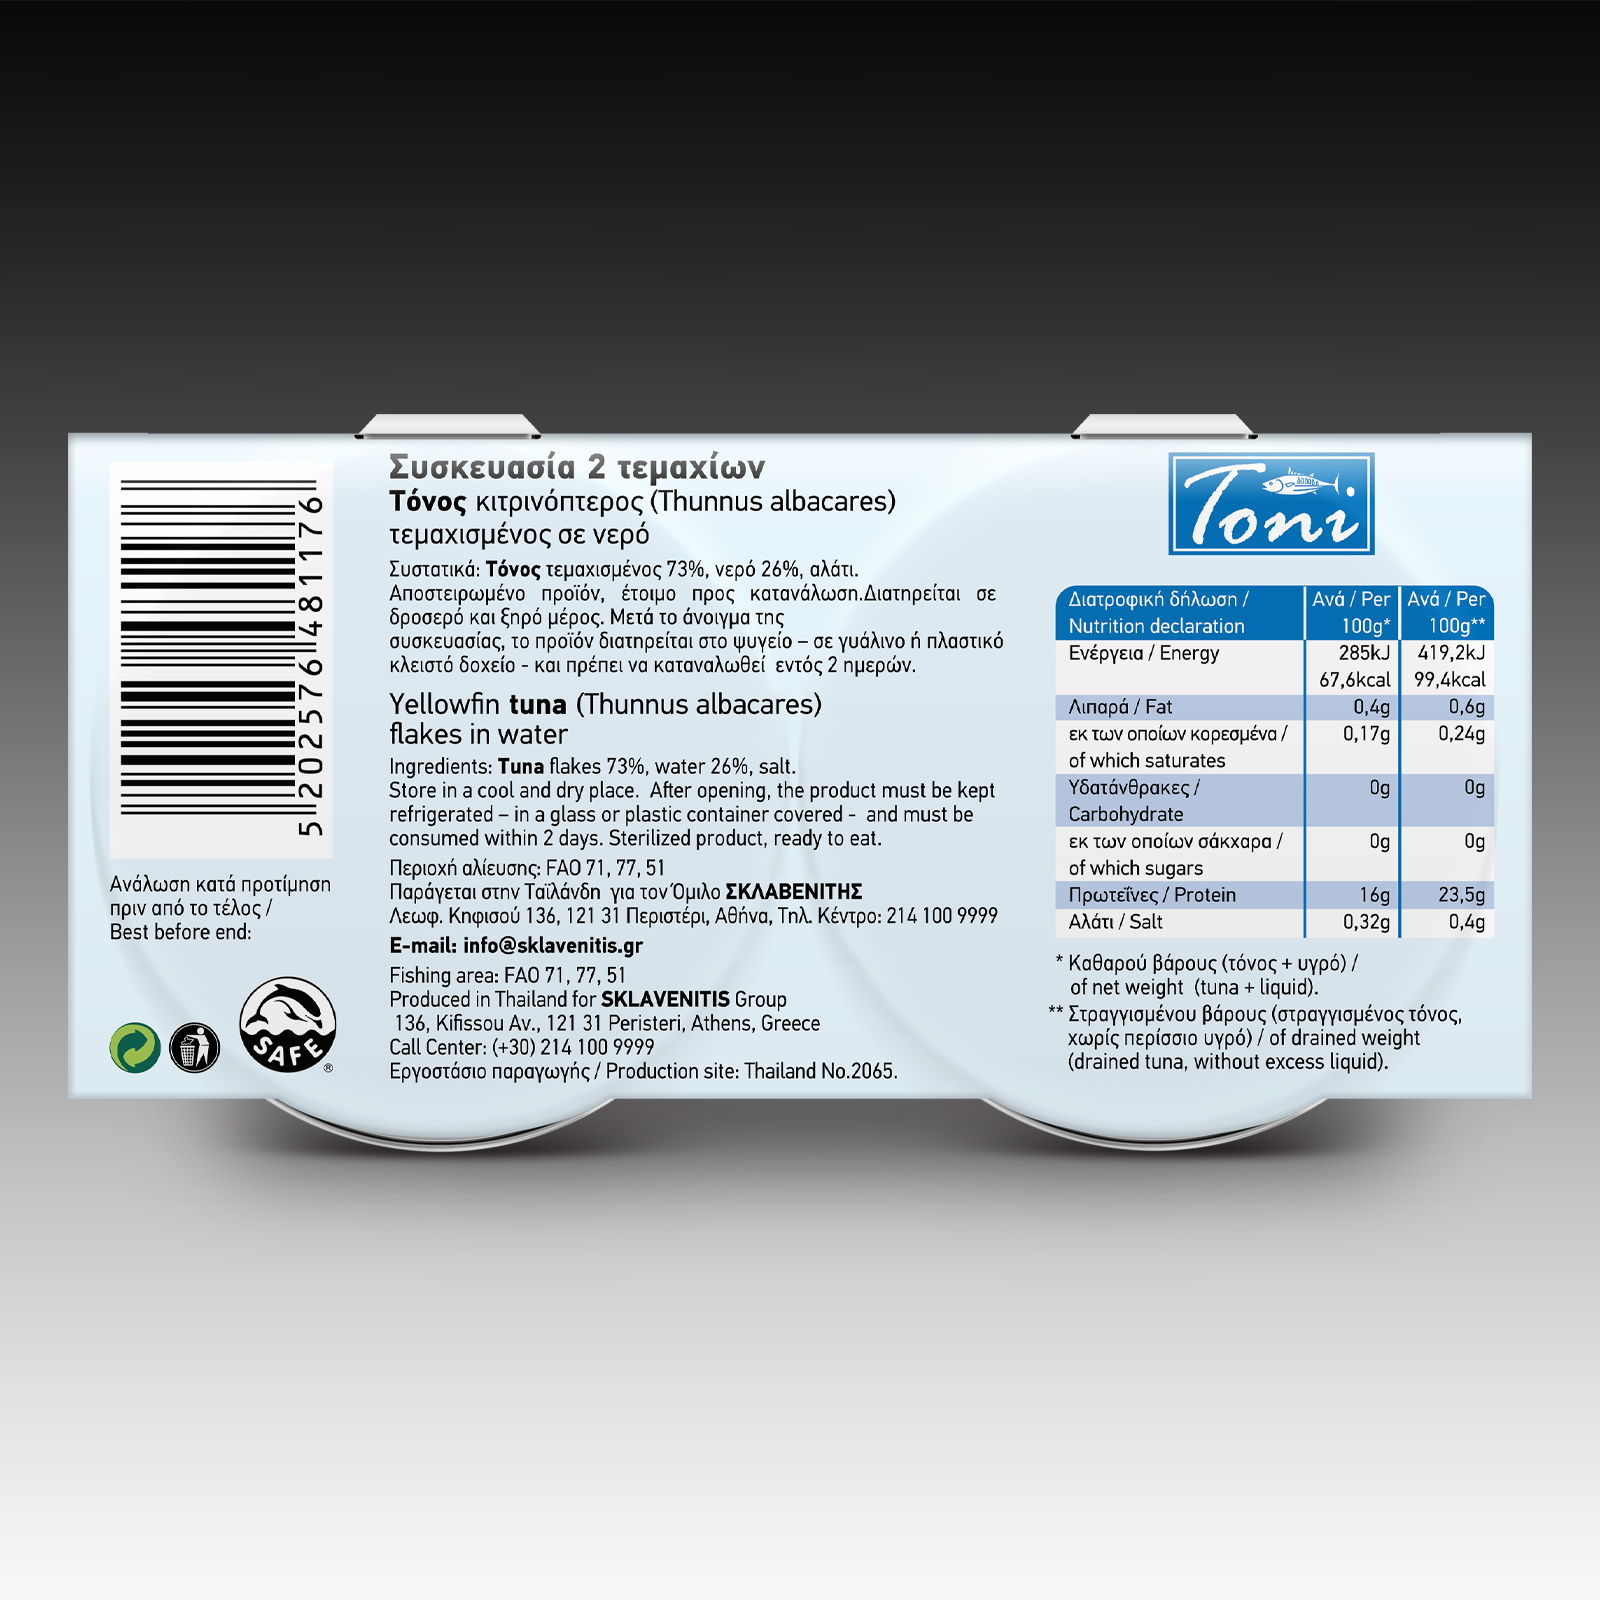 Συσκευασία 2 τεμαχίων
Τόνος κιτρινόπτερος (Thunnus albacares)
τεμαχισμένος σε νερό
Συστατικά: Τόνος τεμαχισμένος 73%, νερό 26%, αλάτι.
Αποστειρωμένο προϊόν, έτοιμο προς κατανάλωση.Διατηρείται σε
δροσερό και ξηρό μέρος. Μετά το άνοιγμα της
συσκευασίας, το προϊόν διατηρείται στο ψυγείο – σε γυάλινο ή πλαστικό
κλειστό δοχείο - και πρέπει να καταναλωθεί εντός 2 ημερών.
Yellowfin tuna (Thunnus albacares)
flakes in water
Ingredients: Tuna flakes 73%, water 26%, salt.
Store in a cool and dry place. After opening, the product must be kept
refrigerated – in a glass or plastic container covered - and must be
consumed within 2 days. Sterilized product, ready to eat.
Περιοχή αλίευσης: FAO 71, 77, 51
Παράγεται στην Ταϊλάνδη για τον Όμιλο ΣΚΛΑΒΕΝΙΤΗΣ
Λεωφ. Κηφισού 136, 121 31 Περιστέρι, Αθήνα, Τηλ. Κέντρο: 214 100 9999
E-mail: info@sklavenitis.gr
Fishing area: FAO 71, 77, 51
Produced in Thailand for SKLAVENITIS Group
136, Kifissou Av., 121 31 Peristeri, Athens, Greece
Call Center: (+30) 214 100 9999
Εργοστάσιο παραγωγής / Production site: Thailand No.2065.
5 202576 481176
Ανάλωση κατά προτίμηση
πριν από το τέλος /
Best before end:
SAFE
®
Toni
Διατροφική δήλωση / Ανά / Per Ανά / Per
Nutrition declaration 100g* 100g**
Ενέργεια / Energy 285kJ 419,2kJ
67,6kcal 99,4kcal
Λιπαρά / Fat 0,4g 0,6g
εκ των οποίων κορεσμένα / 0,17g 0,24g
of which saturates
Υδατάνθρακες / 0g 0g
Carbohydrate
εκ των οποίων σάκχαρα / 0g 0g
of which sugars
Πρωτεΐνες / Protein 16g 23,5g
Αλάτι / Salt 0,32g 0,4g
* Καθαρού βάρους (τόνος + υγρό) /
of net weight (tuna + liquid).
** Στραγγισμένου βάρους (στραγγισμένος τόνος,
χωρίς περίσσιο υγρό) / of drained weight
(drained tuna, without excess liquid).